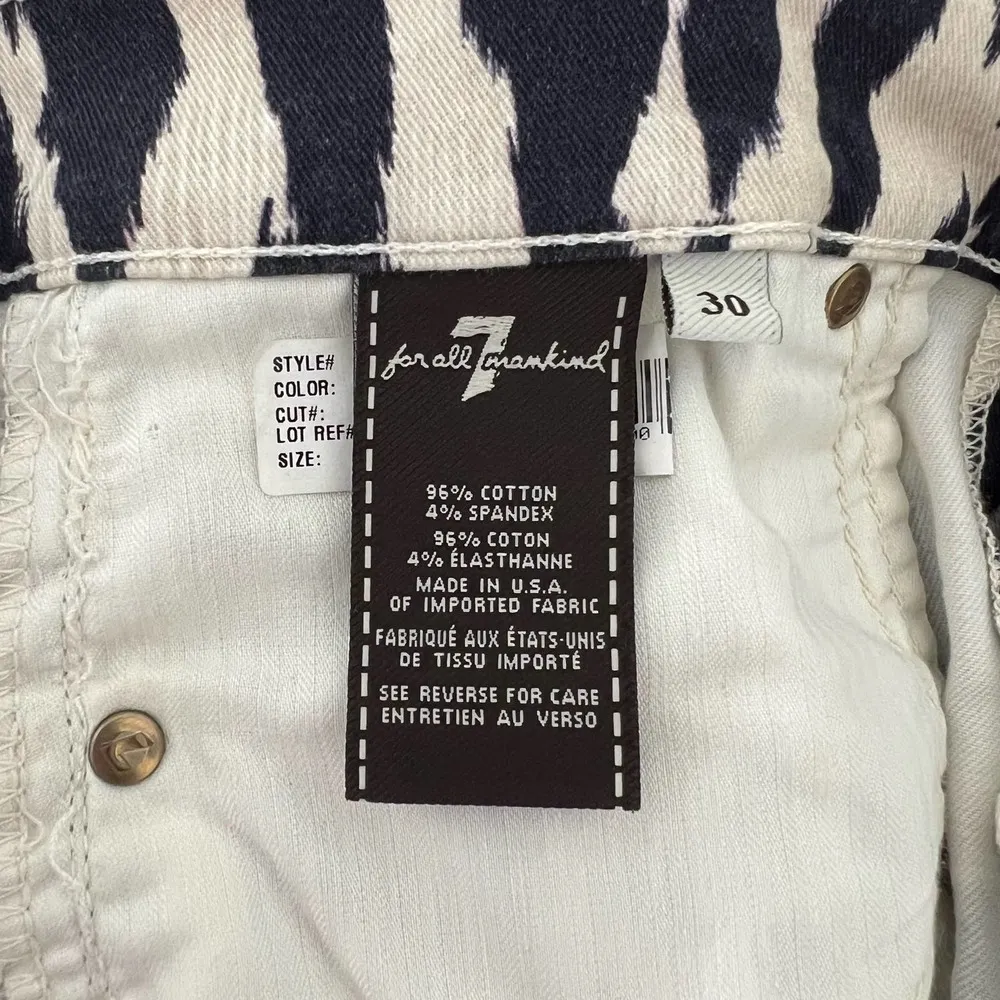 30
for all 7 mankind
STYLE#
COLOR:
CUT#:
LOT REF#
SIZE:
96% COTTON
4% SPANDEX
96% COTON
4% ÉLASTHANNE
MADE IN U.S.A.
OF IMPORTED FABRIC
FABRIQUÉ AUX ÉTATS-UNIS
DE TISSU IMPORTÉ
SEE REVERSE FOR CARE
ENTRETIEN AU VERSO